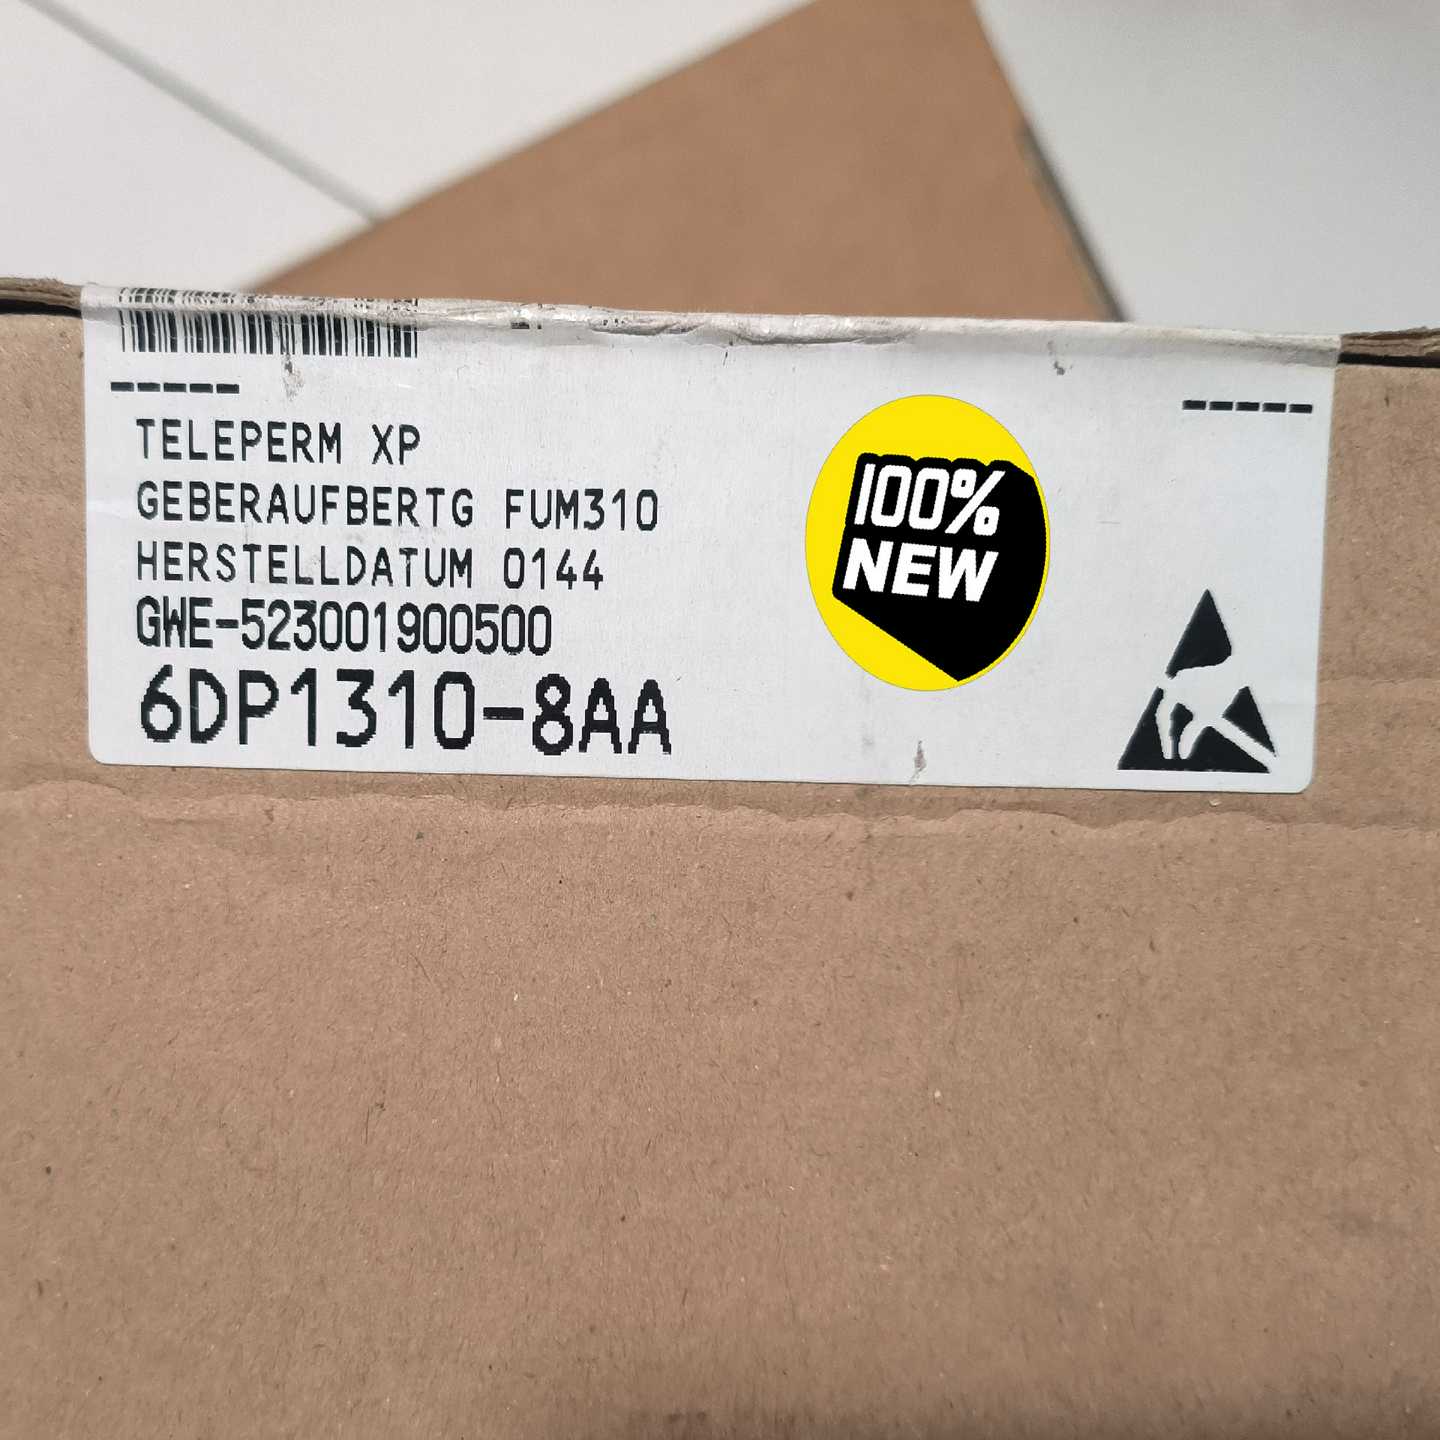 TELEPERM XP
GEBERAUFBERTG FUM310
HERSTELLDATUM 0144
GWE-523001900500
6DP1310-8AA
100%
NEW